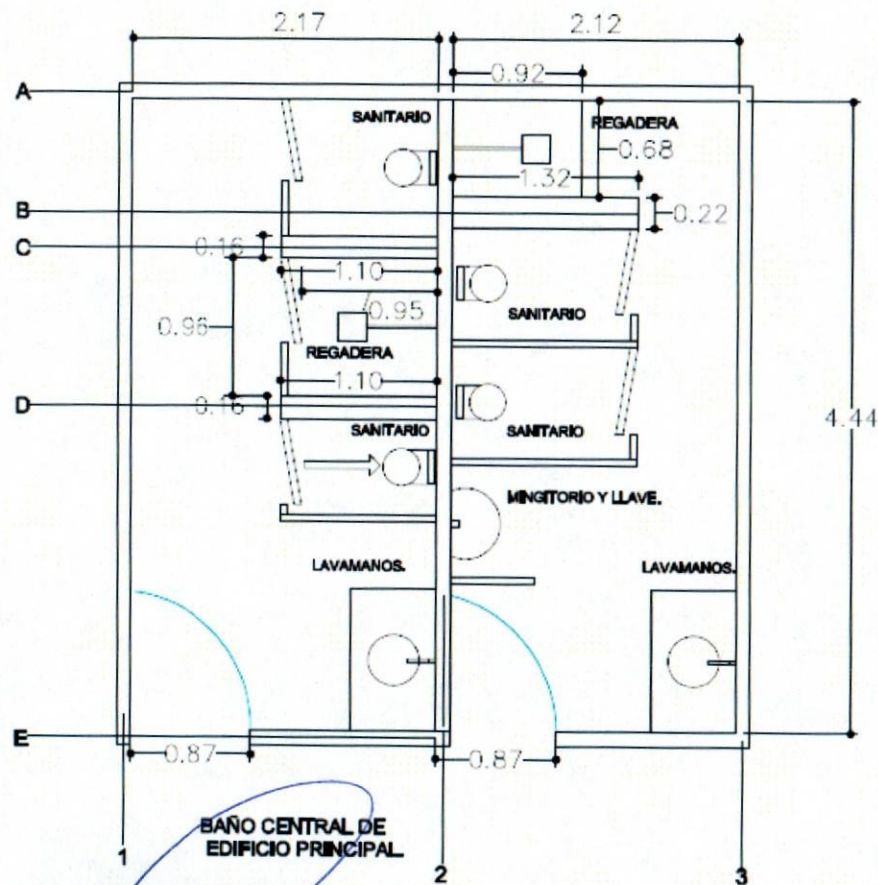 2.17
2.12
0.92
A
SANITARIO
REGADERA
0.68
1.32
B
0.22
C
0.16
1.10
0.95
SANITARIO
0.96
REGADERA
1.10
D
0.16
SANITARIO
SANITARIO
4.44
MINGITORIO Y LLAVE.
LAVAMANOS.
LAVAMANOS.
E
0.87
0.87
BAÑO CENTRAL DE
EDIFICIO PRINCIPAL
1
2
3